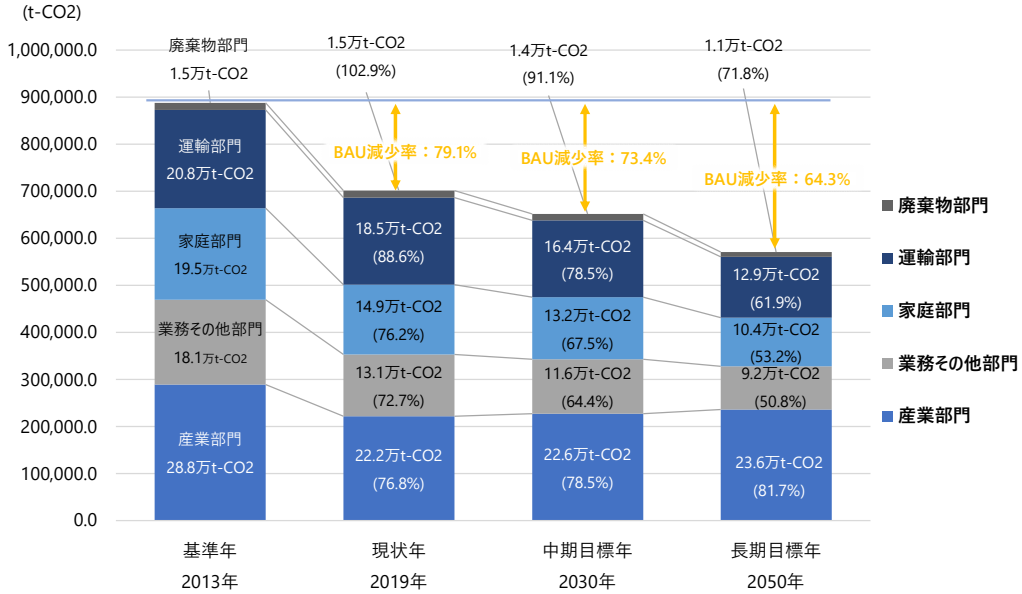 (t-CO2)
1,000,000.0
900,000.0
800,000.0
700,000.0
600,000.0
500,000.0
400,000.0
300,000.0
200,000.0
100,000.0
0.0
廃棄物部門
1.5万t-CO2
運輸部門
20.8万t-CO2
家庭部門
19.5万t-CO2
業務その他部門
18.1万t-CO2
産業部門
28.8万t-CO2
基準年
2013年
1.5万t-CO2
(102.9%)
BAU減少率：79.1%
18.5万t-CO2
(88.6%)
14.9万t-CO2
(76.2%)
13.1万t-CO2
(72.7%)
22.2万t-CO2
(76.8%)
現状年
2019年
1.4万t-CO2
(91.1%)
BAU減少率：73.4%
16.4万t-CO2
(78.5%)
13.2万t-CO2
(67.5%)
11.6万t-CO2
(64.4%)
22.6万t-CO2
(78.5%)
中期目標年
2030年
1.1万t-CO2
(71.8%)
BAU減少率：64.3%
12.9万t-CO2
(61.9%)
10.4万t-CO2
(53.2%)
9.2万t-CO2
(50.8%)
23.6万t-CO2
(81.7%)
長期目標年
2050年
廃棄物部門
運輸部門
家庭部門
業務その他部門
産業部門